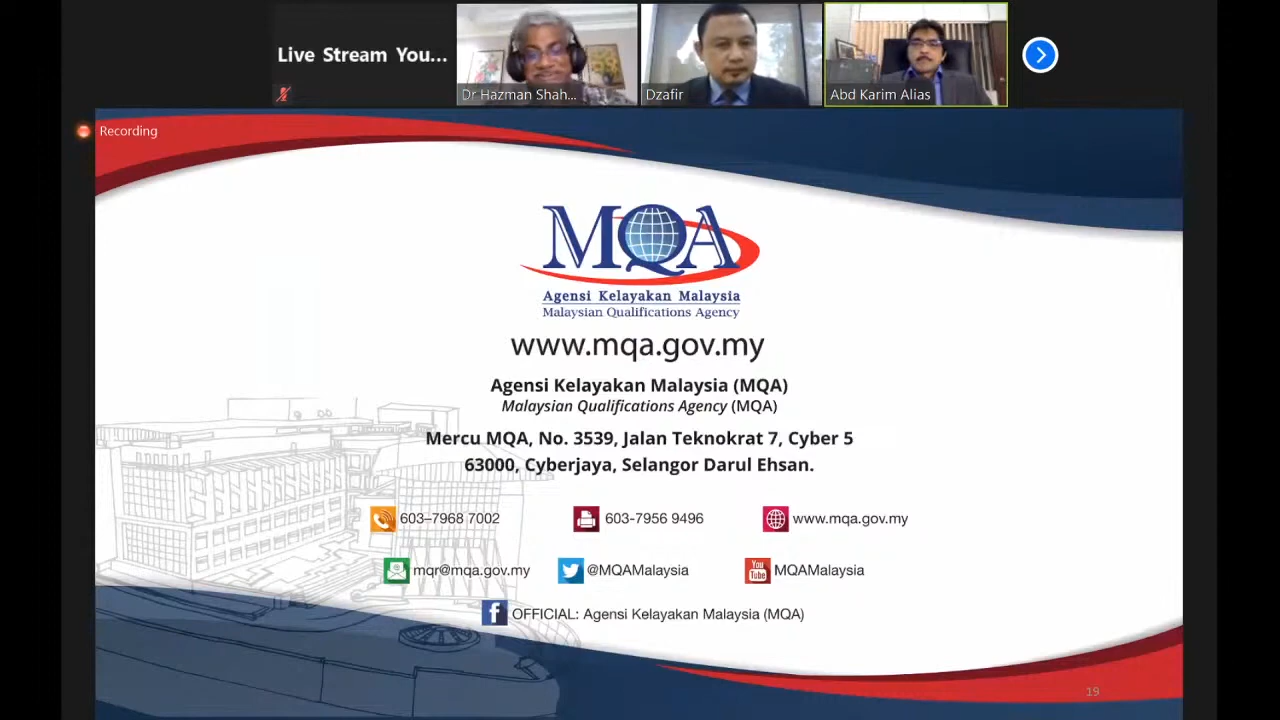 Live Stream You...
Dr Hazman Shah...
Dzafir
Abd Karim Alias
Recording
MQA
Agensi Kelayakan Malaysia
Malaysian Qualifications Agency
www.mqa.gov.my
Agensi Kelayakan Malaysia (MQA)
Malaysian Qualifications Agency (MQA)
Mercu MQA, No. 3539, Jalan Teknokrat 7, Cyber 5
63000, Cyberjaya, Selangor Darul Ehsan.
603–7968 7002
603-7956 9496
www.mqa.gov.my
mqr@mqa.gov.my
@MQAMalaysia
You
Tube
MQAMalaysia
f OFFICIAL: Agensi Kelayakan Malaysia (MQA)
19